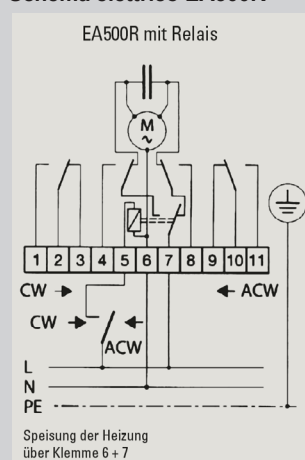 EA500R mit Relais
M
~
1 2 3 4 5 6 7 8 9 10 11
CW ACW
CW
ACW
L
N
PE
Speisung der Heizung
über Klemme 6 + 7